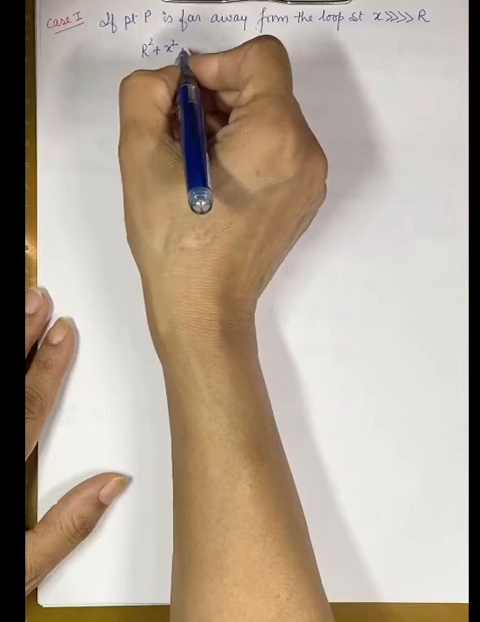 Case I If pt P is far away from the loop st x >>>> R
R² + x²